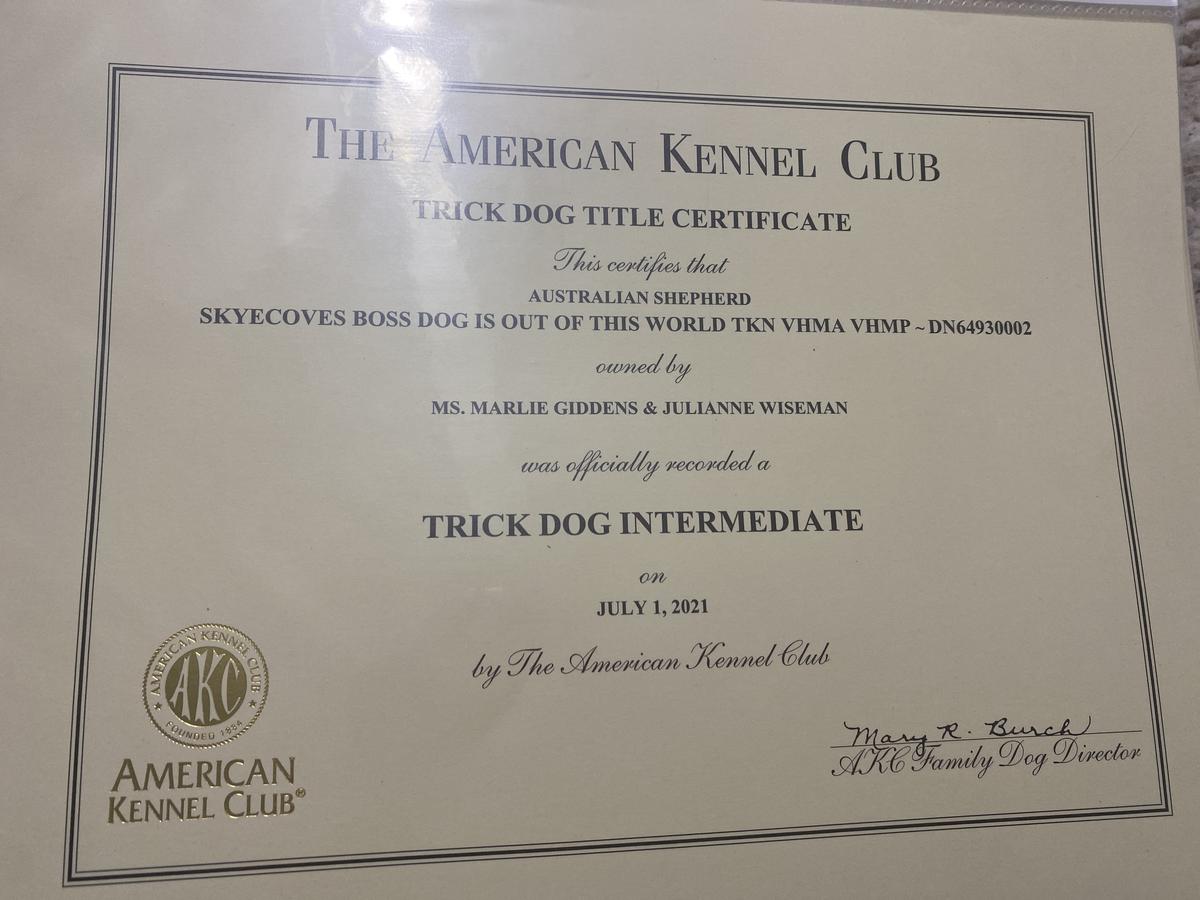 THE AMERICAN KENNEL CLUB
TRICK DOG TITLE CERTIFICATE
This certifies that
AUSTRALIAN SHEPHERD
SKYECOVES BOSS DOG IS OUT OF THIS WORLD TKN VHMA VHMP ~ DN64930002
owned by
MS. MARLIE GIDDENS & JULIANNE WISEMAN
was officially recorded a
TRICK DOG INTERMEDIATE
on
JULY 1, 2021
by The American Kennel Club
AMERICAN KENNEL CLUB
AKC
FOUNDED 1884
AMERICAN
KENNEL CLUB®
Mary R. Burch
AKC Family Dog Director